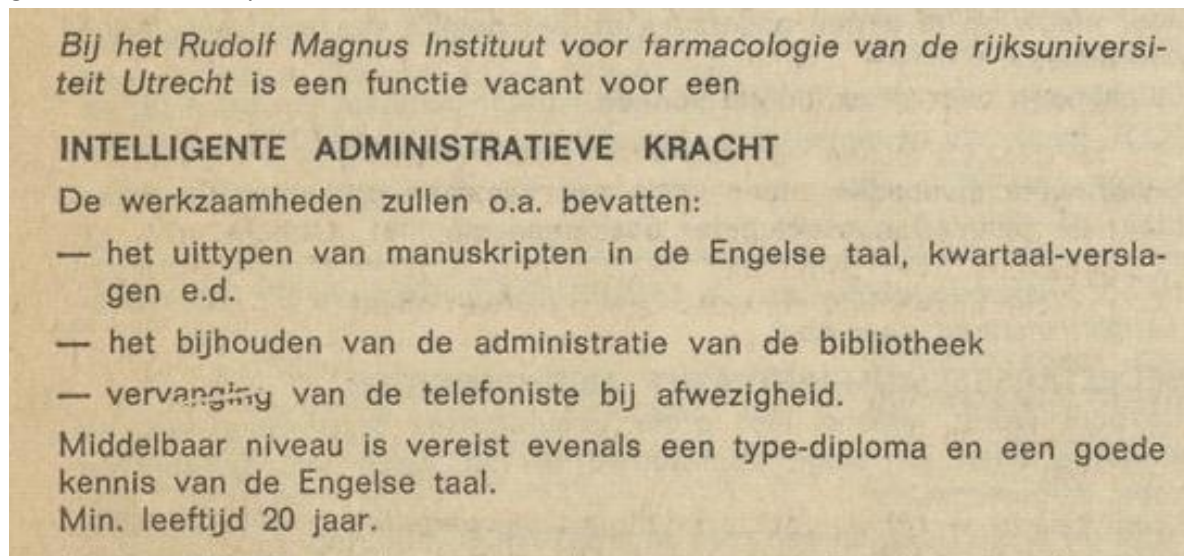 Bij het Rudolf Magnus Instituut voor farmacologie van de rijksuniversi-
teit Utrecht is een functie vacant voor een
INTELLIGENTE ADMINISTRATIEVE KRACHT
De werkzaamheden zullen o.a. bevatten:
— het uittypen van manuskripten in de Engelse taal, kwartaal-versla-
gen e.d.
— het bijhouden van de administratie van de bibliotheek
— vervanging van de telefoniste bij afwezigheid.
Middelbaar niveau is vereist evenals een type-diploma en een goede
kennis van de Engelse taal.
Min. leeftijd 20 jaar.